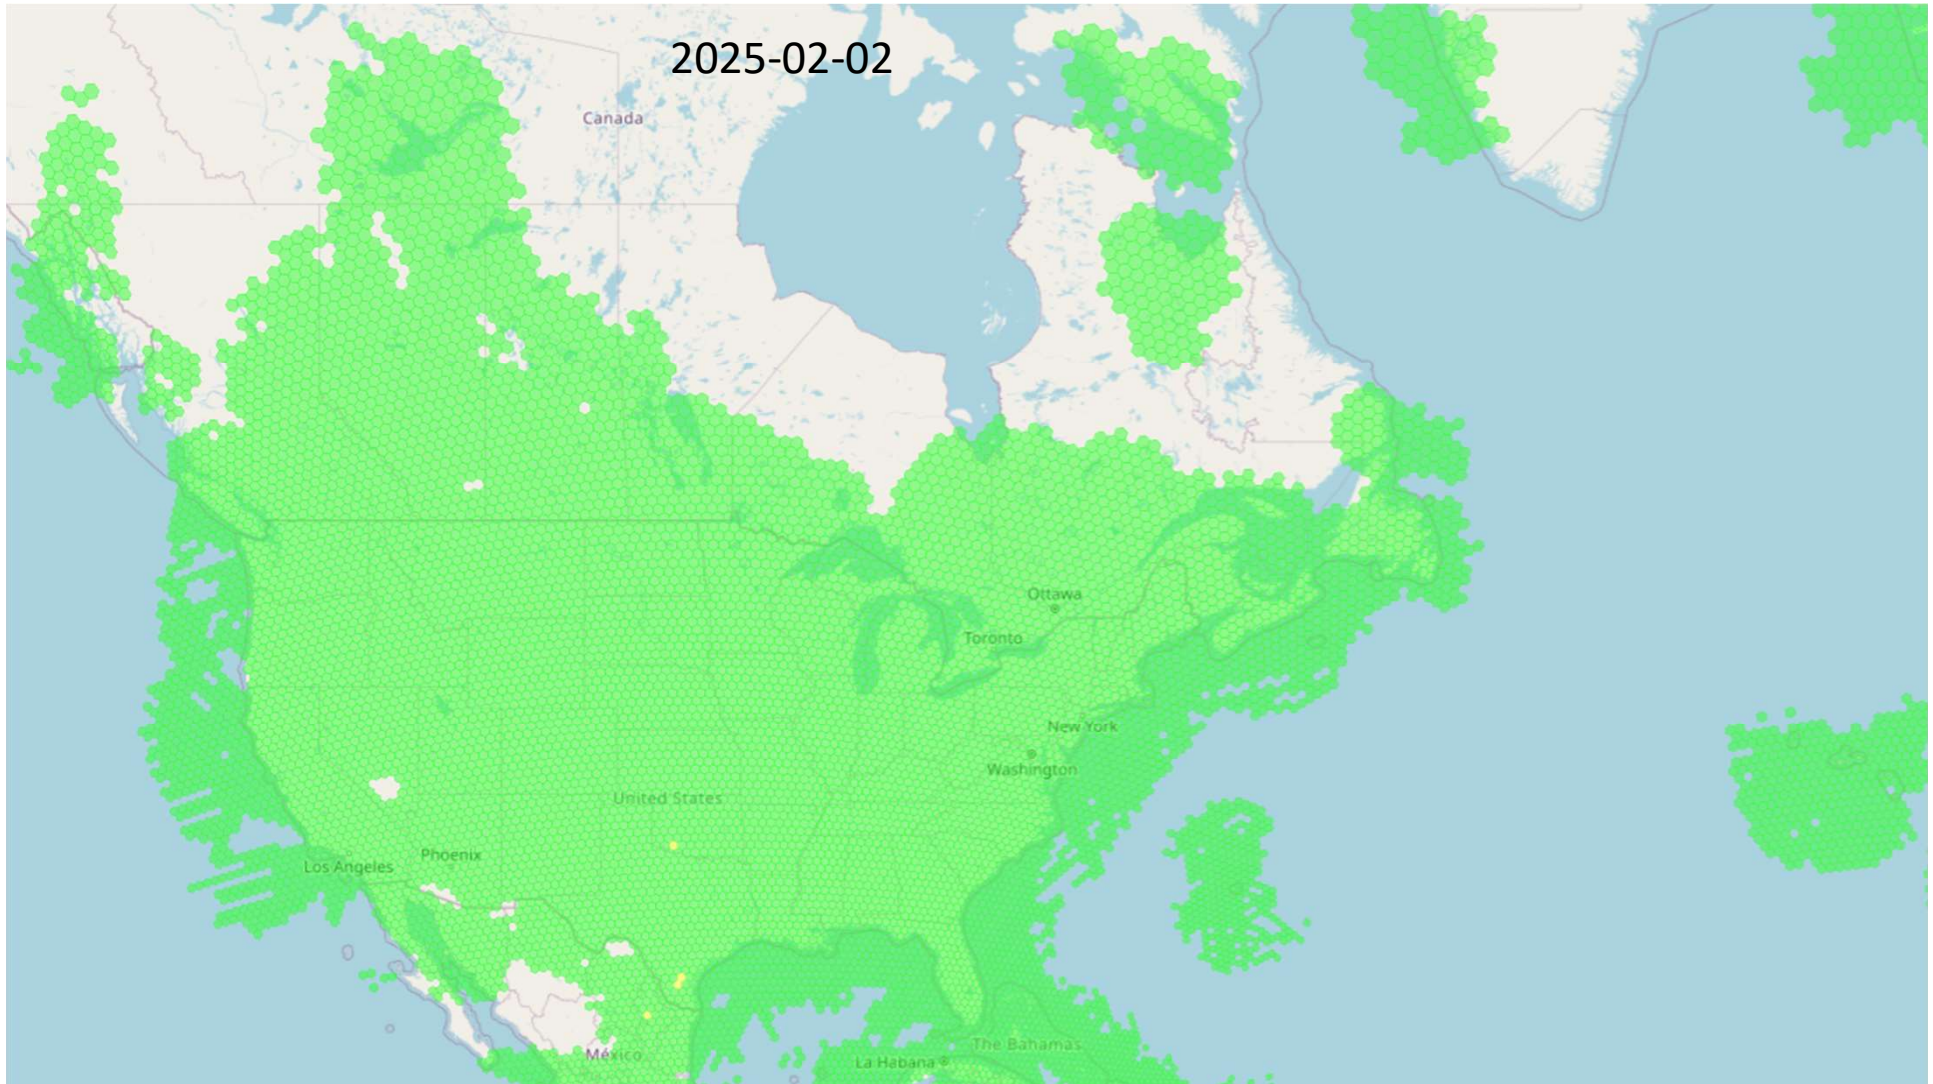 2025-02-02
Canada
Ottawa
Toronto
New York
Washington
United States
Los Angeles
Phoenix
México
La Habana
The Bahamas